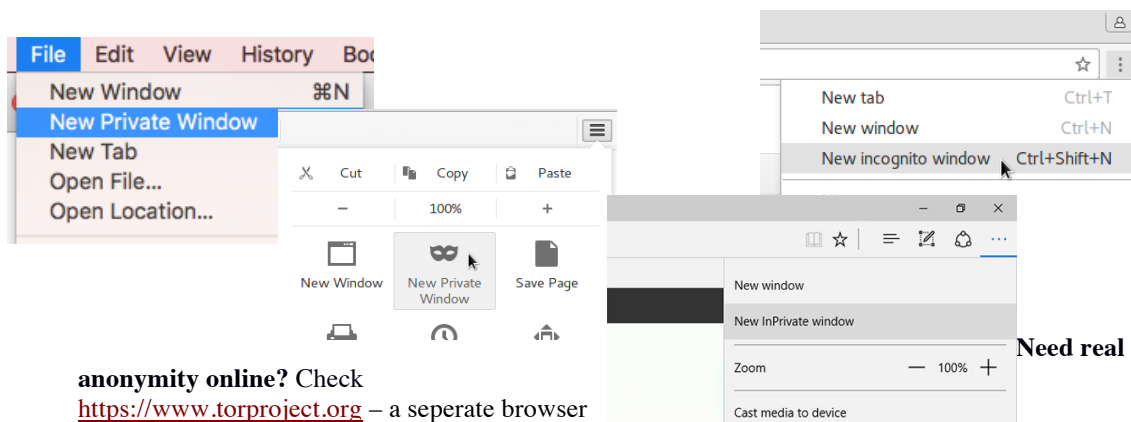 File Edit View History Boo
New Window ⌘N
New Private Window
New Tab
Open File...
Open Location...
Cut Copy Paste
− 100% +
New Window New Private Window Save Page
New tab Ctrl+T
New window Ctrl+N
New incognito window Ctrl+Shift+N
New window
New InPrivate window
Zoom — 100% +
Cast media to device
Need real
anonymity online? Check
https://www.torproject.org – a seperate browser